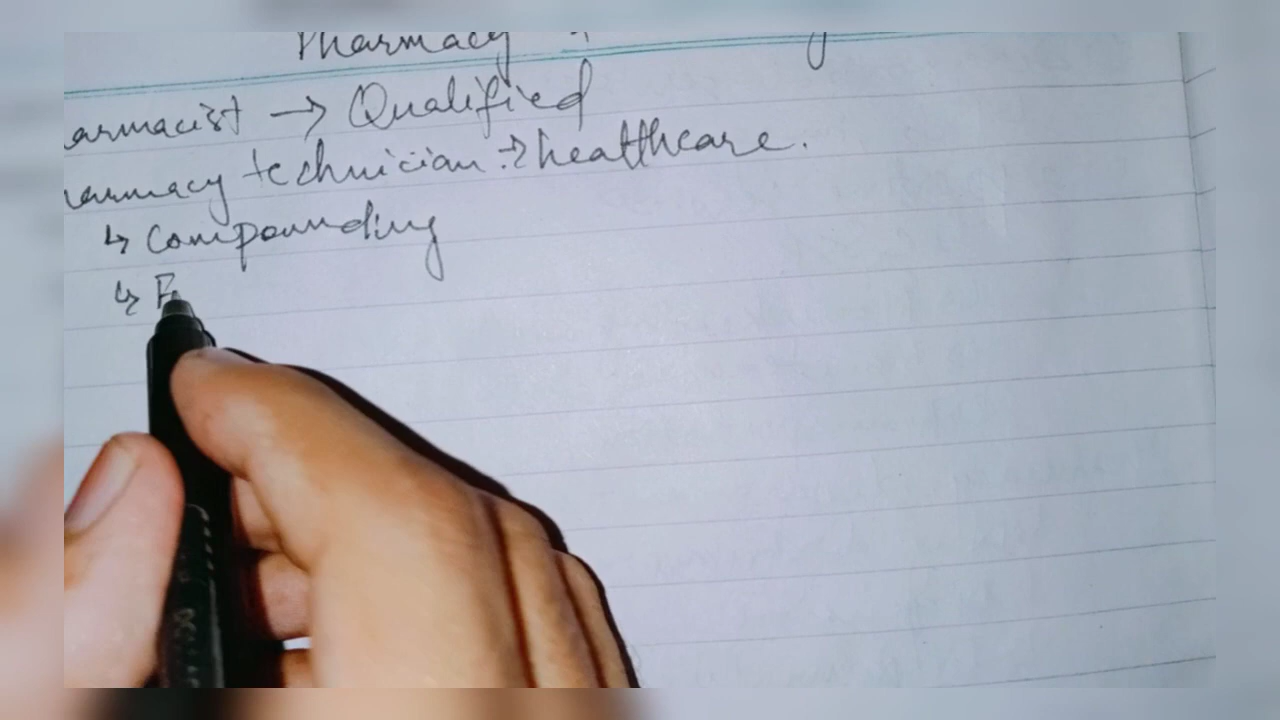 Pharmacy
armacist → Qualified
armacy technician :→ healthcare.
↳ Compounding
↳